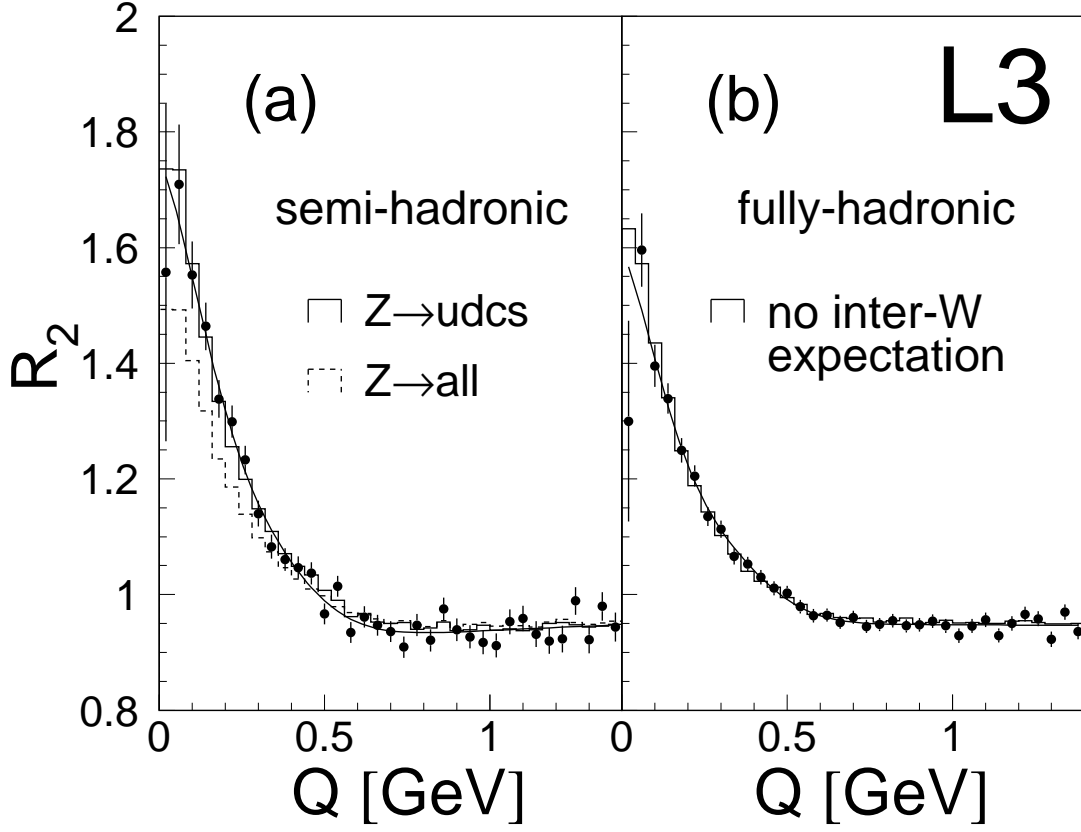 2
1.8
1.6
1.4
1.2
1
0.8
R2
(a)
semi-hadronic
Z→udcs
Z→all
0
0.5
1
Q [GeV]
(b)
L3
fully-hadronic
no inter-W
expectation
0
0.5
1
Q [GeV]